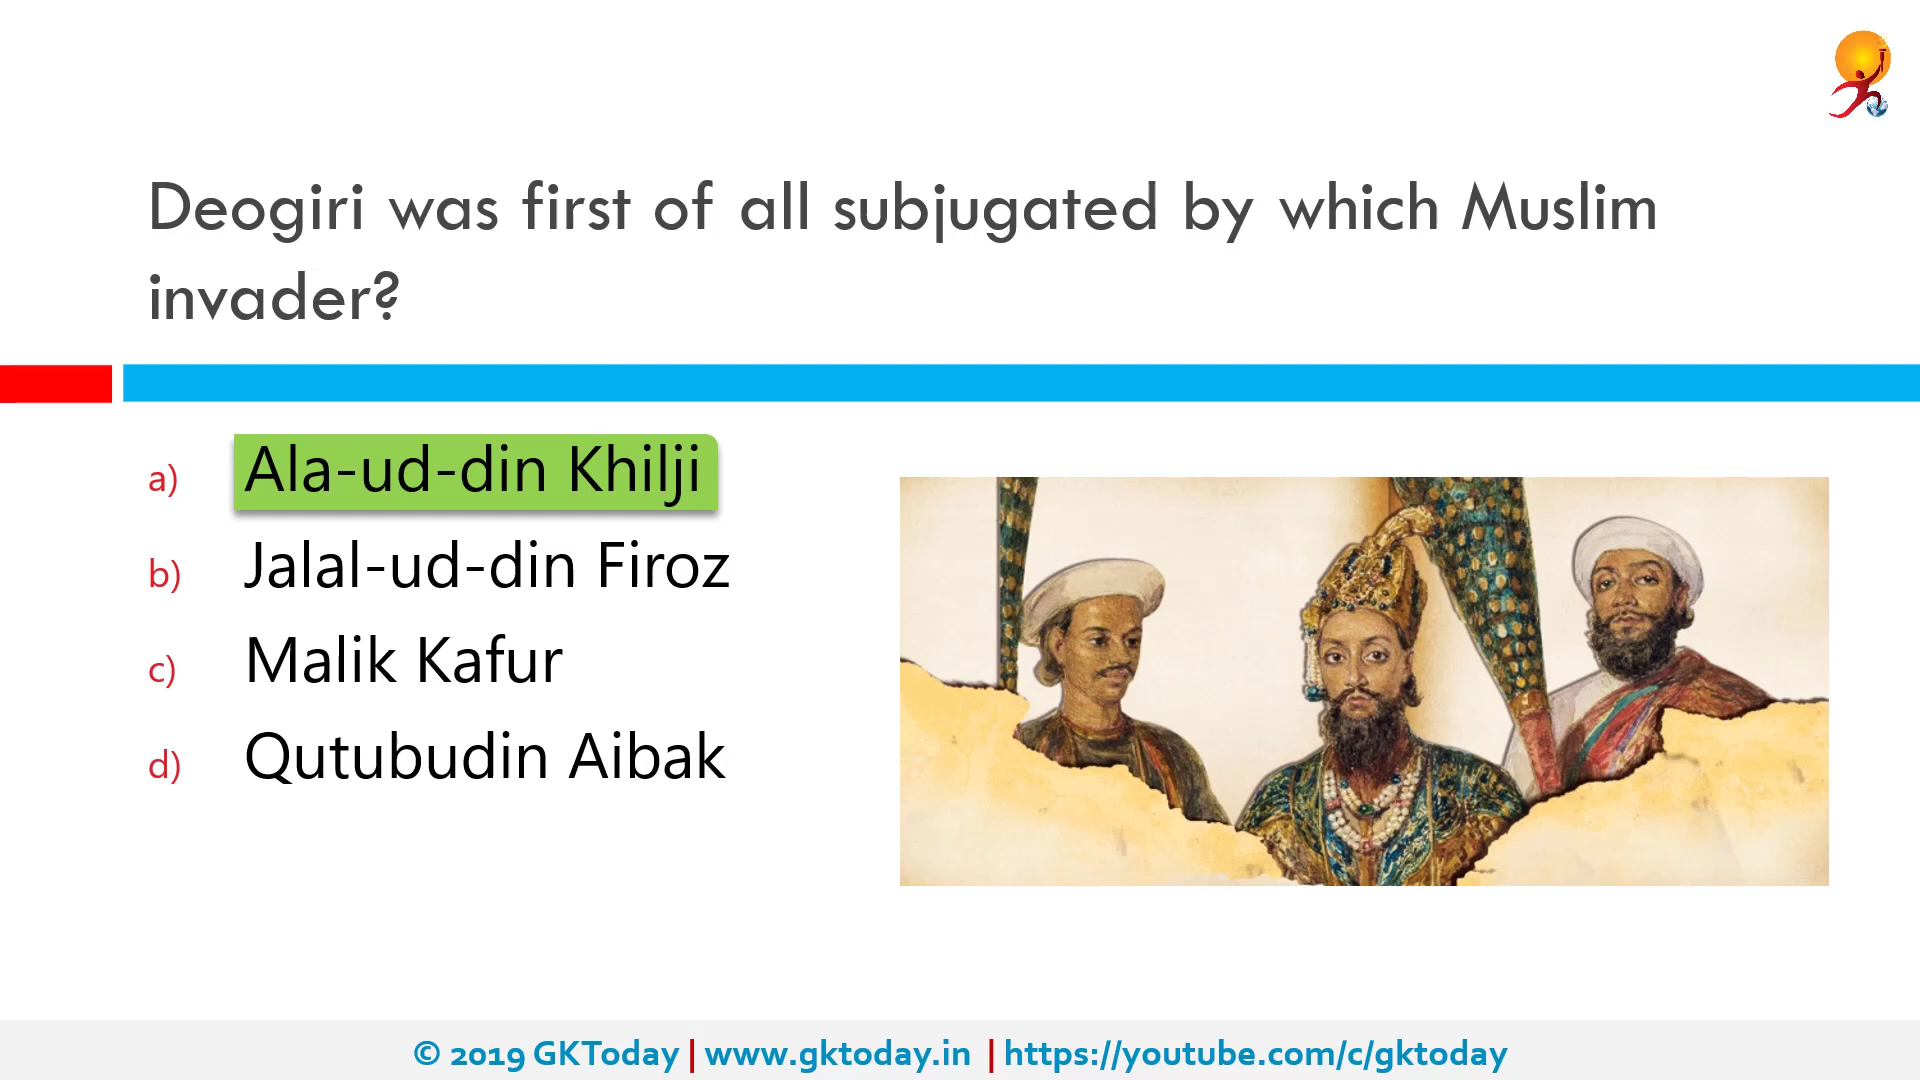 Deogiri was first of all subjugated by which Muslim
invader?
a) Ala-ud-din Khilji
b) Jalal-ud-din Firoz
c) Malik Kafur
d) Qutubudin Aibak
© 2019 GKToday | www.gktoday.in | https://youtube.com/c/gktoday